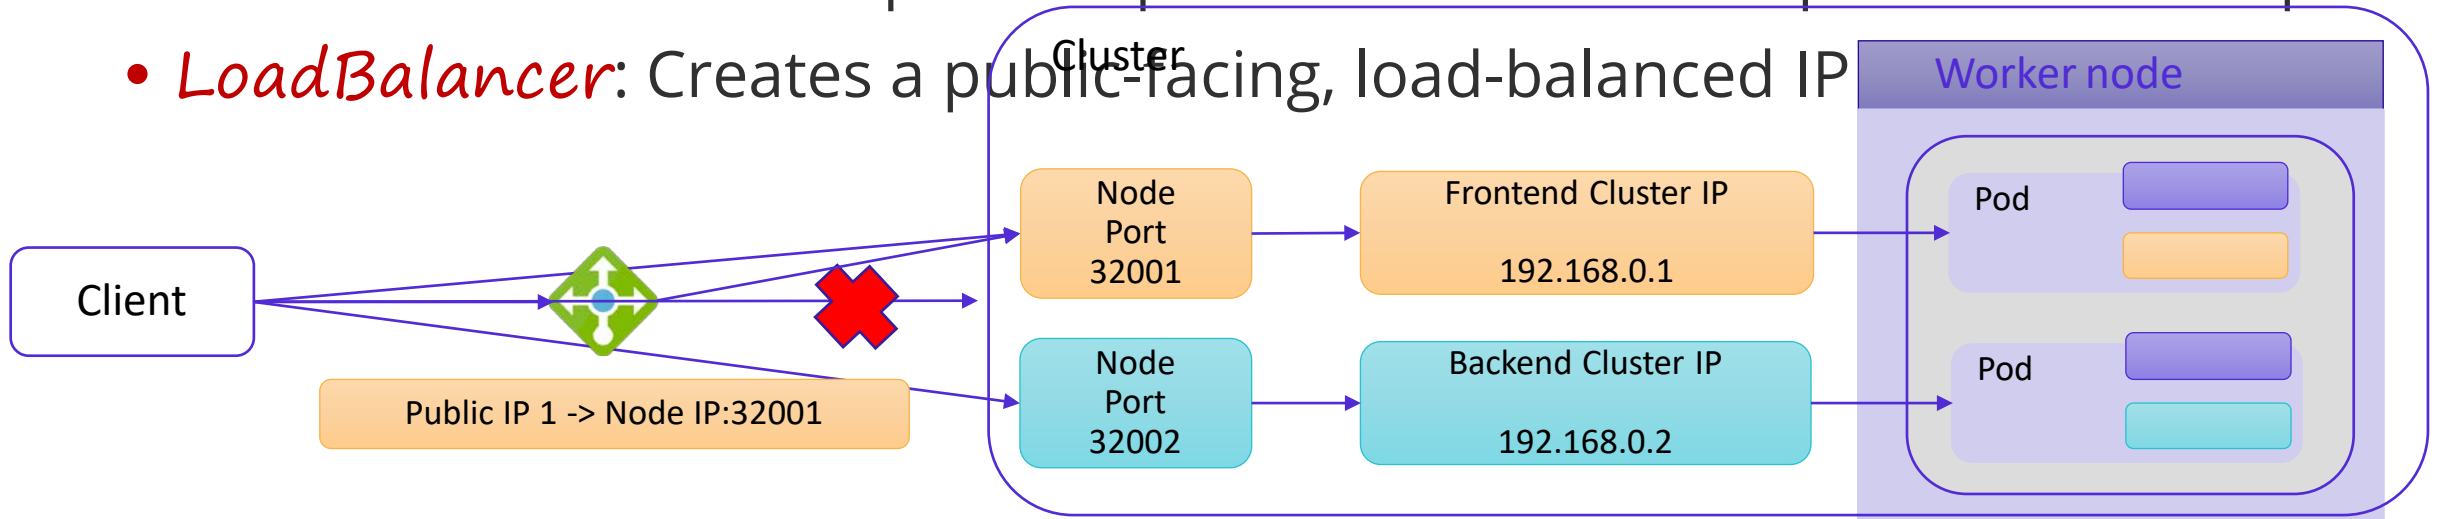 • LoadBalancer: Creates a public-facing, load-balanced IP
Cluster
Worker node
Client
Public IP 1 -> Node IP:32001
Node
Port
32001
Frontend Cluster IP
192.168.0.1
Pod
Node
Port
32002
Backend Cluster IP
192.168.0.2
Pod